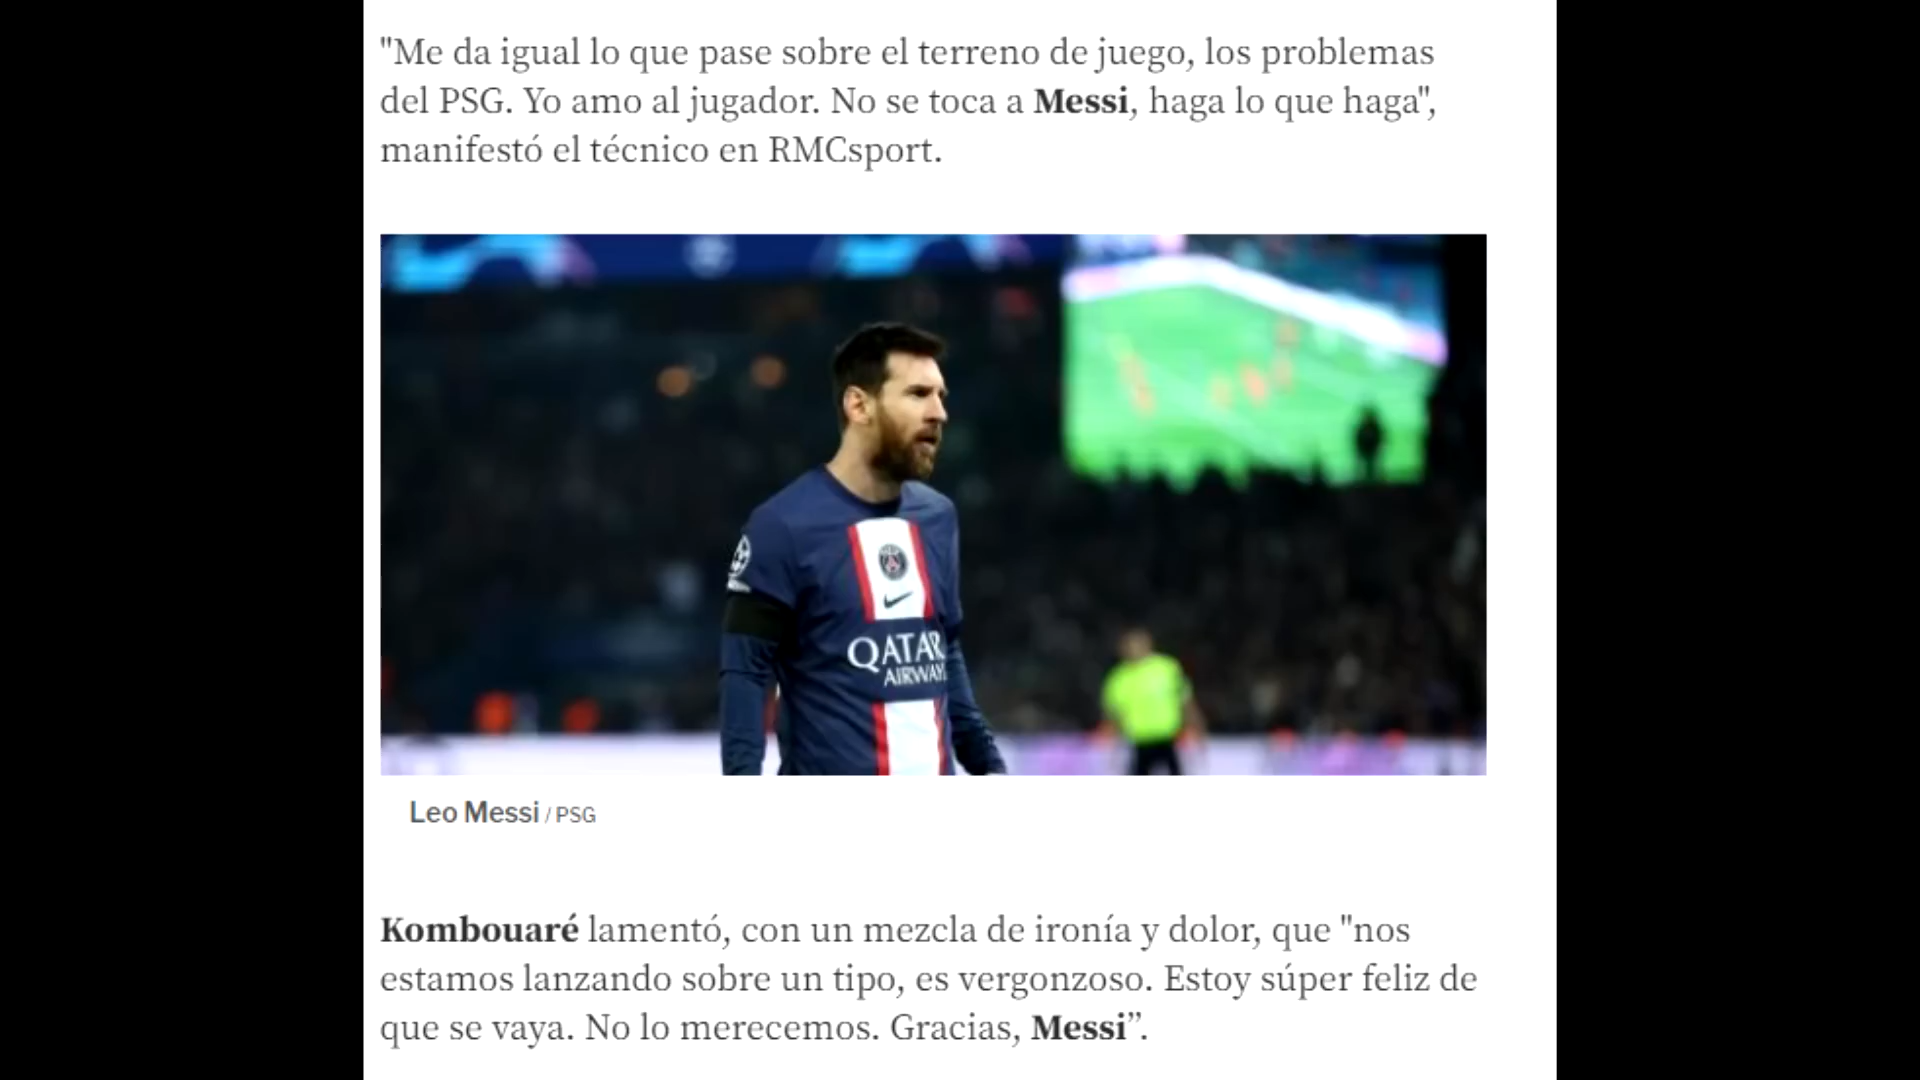 "Me da igual lo que pase sobre el terreno de juego, los problemas
del PSG. Yo amo al jugador. No se toca a Messi, haga lo que haga",
manifestó el técnico en RMCsport.
QATAR
AIRWAY
Leo Messi / PSG
Kombouaré lamentó, con un mezcla de ironía y dolor, que "nos
estamos lanzando sobre un tipo, es vergonzoso. Estoy súper feliz de
que se vaya. No lo merecemos. Gracias, Messi”.